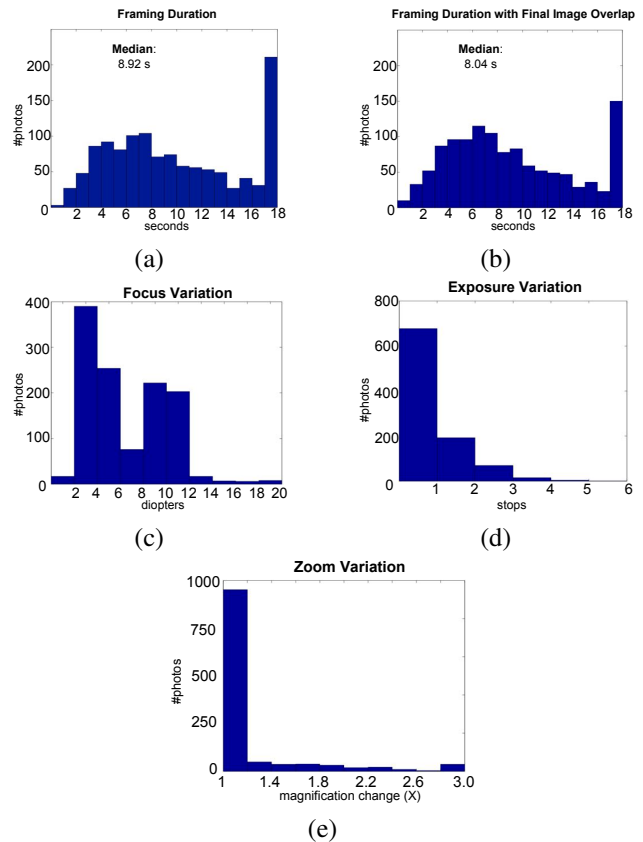 Framing Duration
Median:
8.92 s
200
150
100
50
0
#photos
2 4 6 8 10 12 14 16 18
seconds
(a)
Framing Duration with Final Image Overlap
Median:
8.04 s
200
150
100
50
0
#photos
2 4 6 8 10 12 14 16 18
seconds
(b)
Focus Variation
400
300
200
100
0
#photos
2 4 6 8 10 12 14 16 18 20
diopters
(c)
Exposure Variation
800
600
400
200
0
#photos
1 2 3 4 5 6
stops
(d)
Zoom Variation
1000
750
500
250
0
#photos
1 1.4 1.8 2.2 2.6 3.0
magnification change (X)
(e)